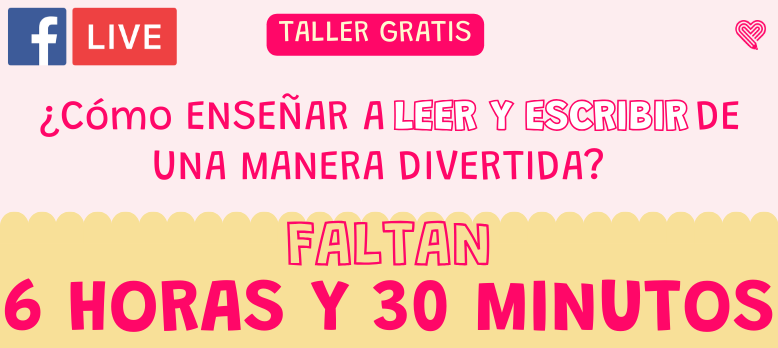 f LIVE
TALLER GRATIS
¿Cómo ENSEÑAR A LEER Y ESCRIBIR DE
UNA MANERA DIVERTIDA?
FALTAN
6 HORAS Y 30 MINUTOS